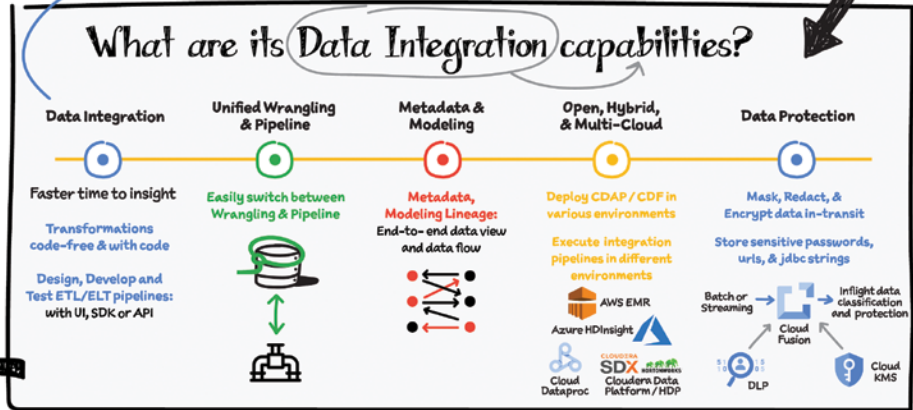 What are its Data Integration capabilities?
Data Integration
Faster time to insight
Transformations
code-free & with code
Design, Develop and
Test ETL/ELT pipelines:
with UI, SDK or API
Unified Wrangling
& Pipeline
Easily switch between
Wrangling & Pipeline
Metadata &
Modeling
Metadata,
Modeling Lineage:
End-to-end data view
and data flow
Open, Hybrid,
& Multi-Cloud
Deploy CDAP / CDF in
various environments
Execute integration
pipelines in different
environments
AWS EMR
Azure HDInsight
Cloud
Dataproc
CLOUDERA
SDX
HORTONWORKS
Cloudera Data
Platform / HDP
Data Protection
Mask, Redact, &
Encrypt data in-transit
Store sensitive passwords,
urls, & jdbc strings
Batch or
Streaming
Cloud
Fusion
Inflight data
classification
and protection
DLP
Cloud
KMS